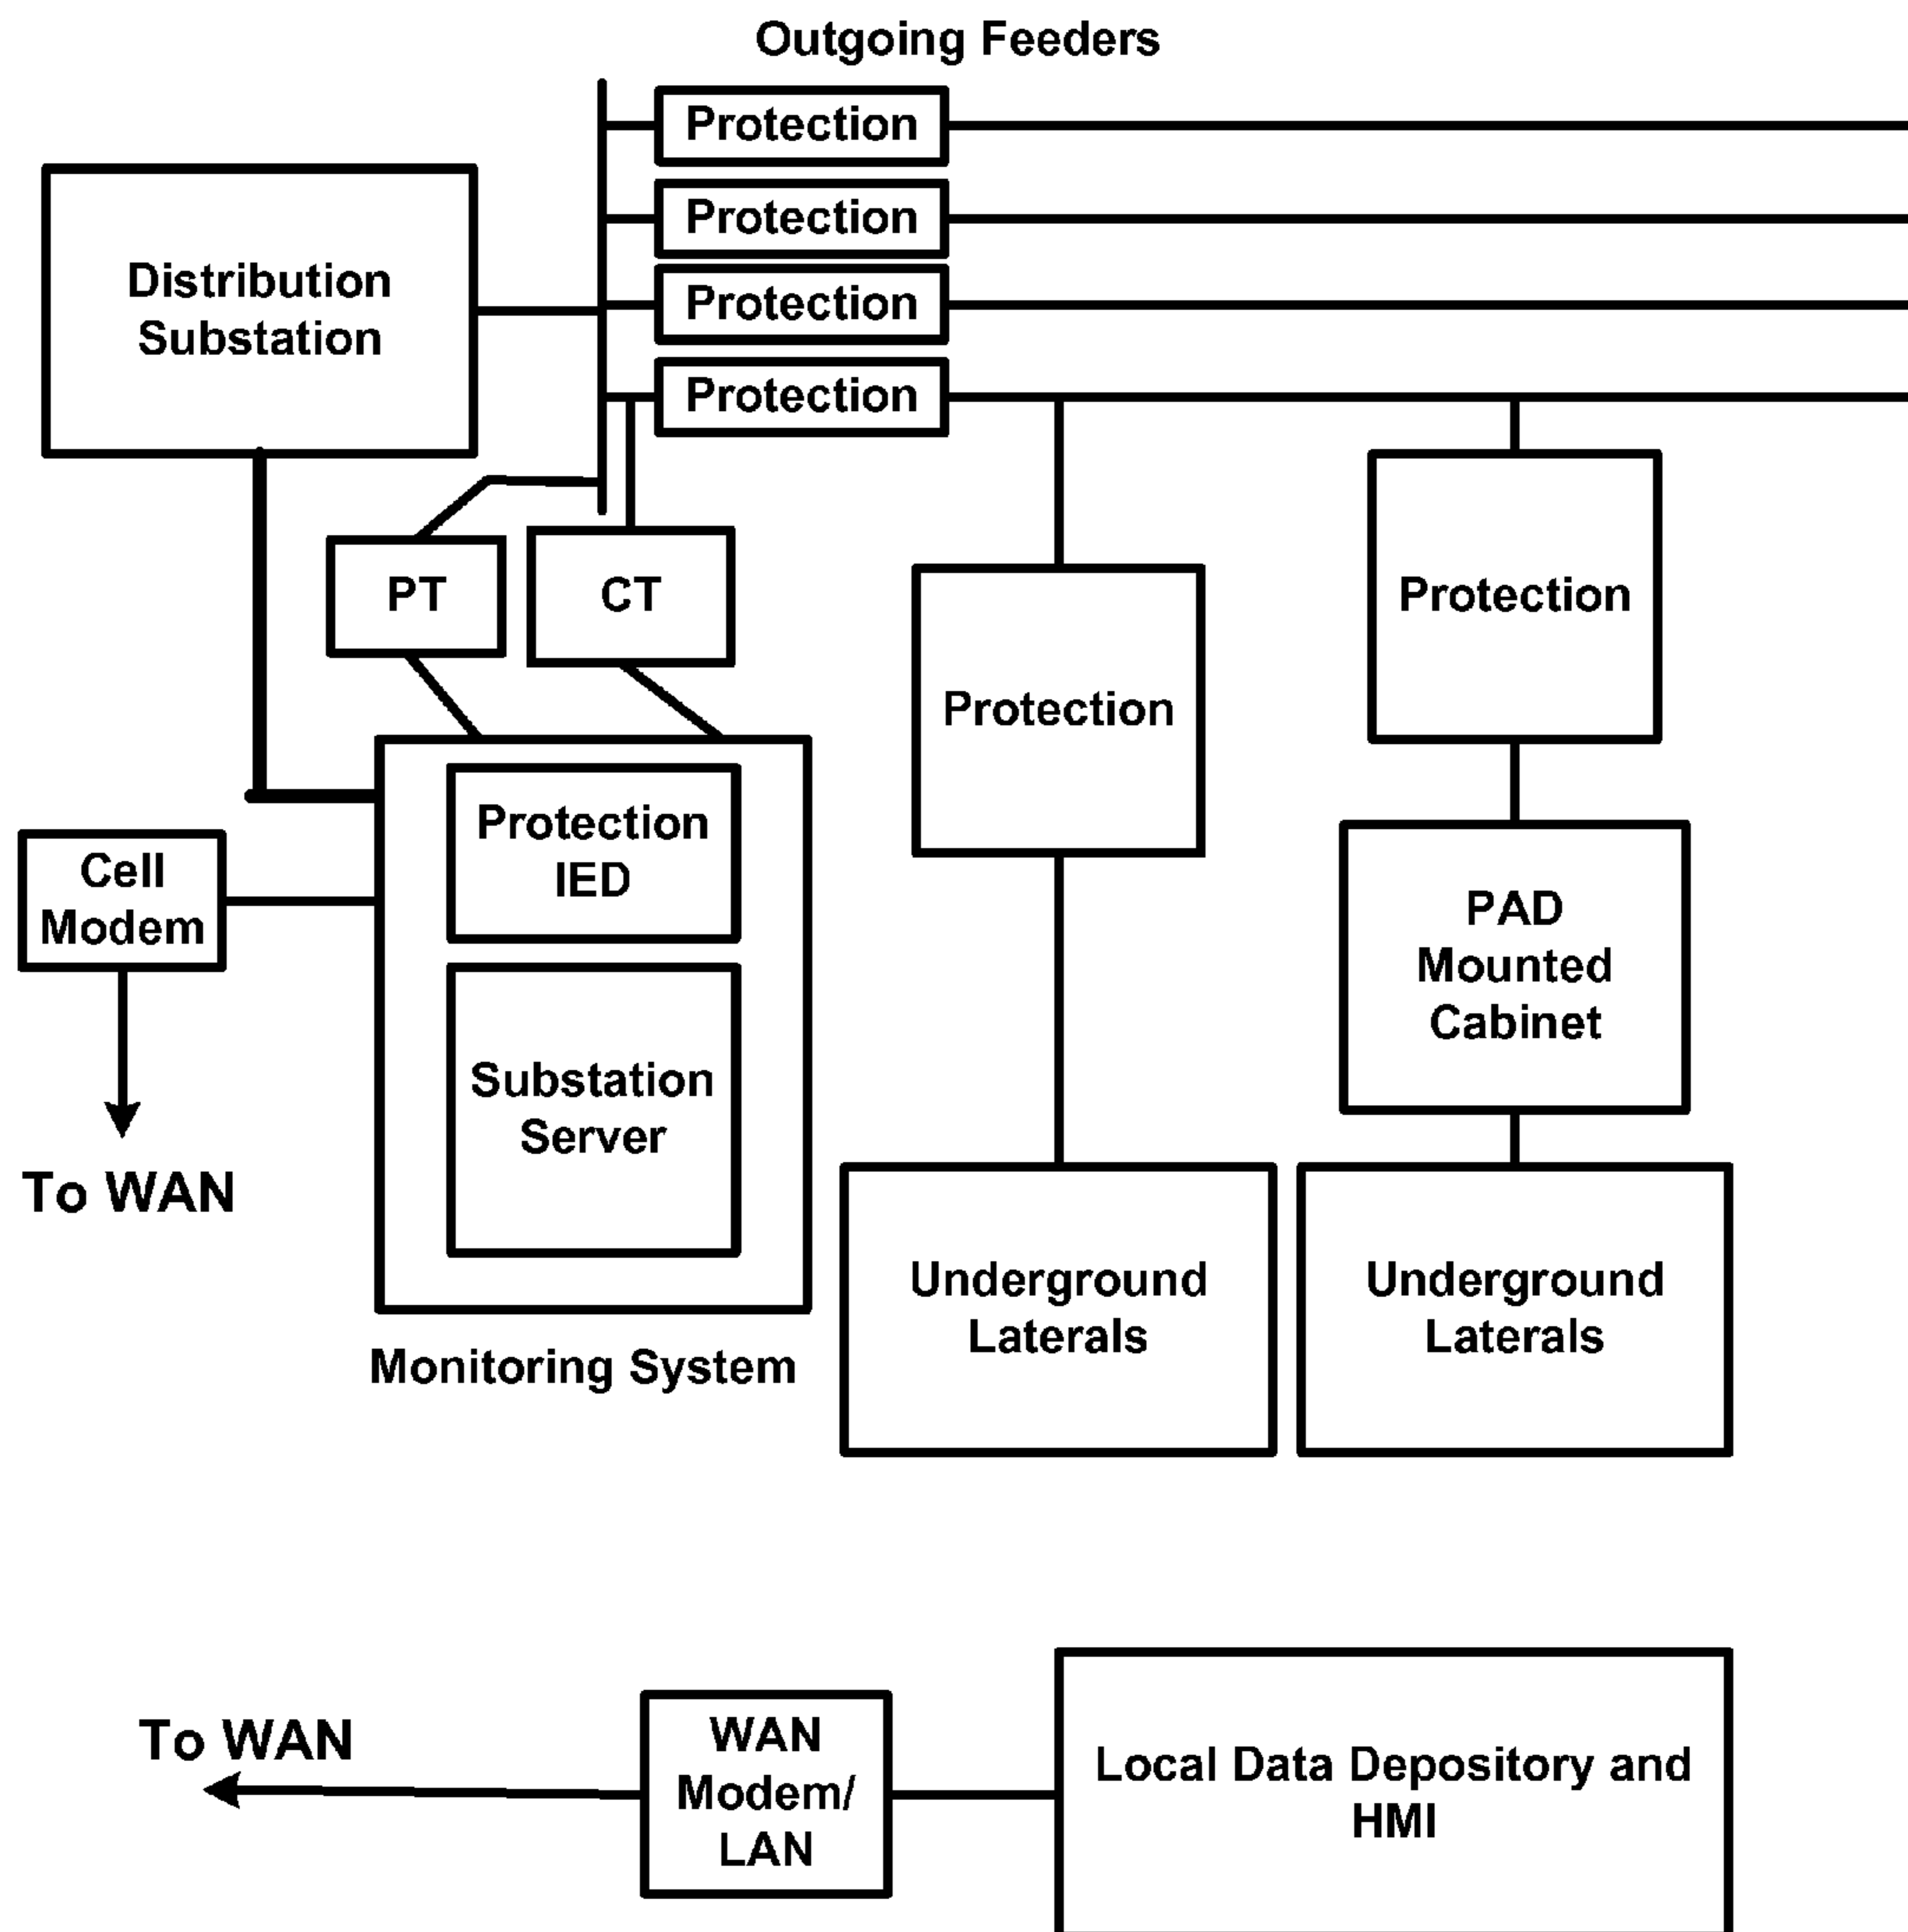 Outgoing Feeders
Protection
Protection
Protection
Protection
Distribution
Substation
PT
CT
Protection
Protection
Protection
IED
Cell
Modem
PAD
Mounted
Cabinet
Substation
Server
To WAN
Underground
Laterals
Underground
Laterals
Monitoring System
To WAN
WAN
Modem/
LAN
Local Data Depository and
HMI